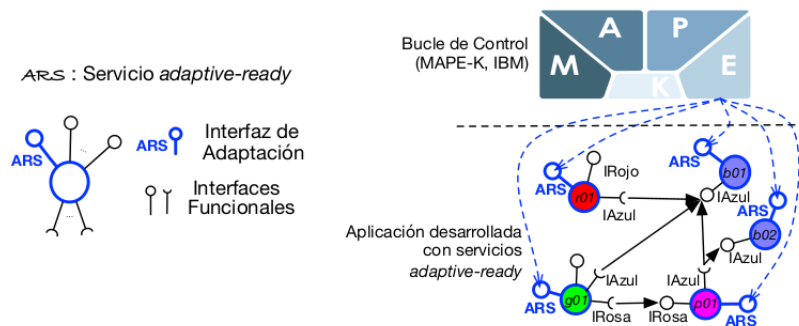 ARS : Servicio adaptive-ready
...
ARS
...
ARS
Interfaz de
Adaptación
Interfaces
Funcionales
Bucle de Control
(MAPE-K, IBM)
M
A
P
E
K
Aplicación desarrollada
con servicios
adaptive-ready
ARS
IRojo
r01
IAzul
ARS
b01
IAzul
ARS
b02
IAzul
ARS
g01
IAzul
IRosa
IAzul
IRosa
p01
ARS